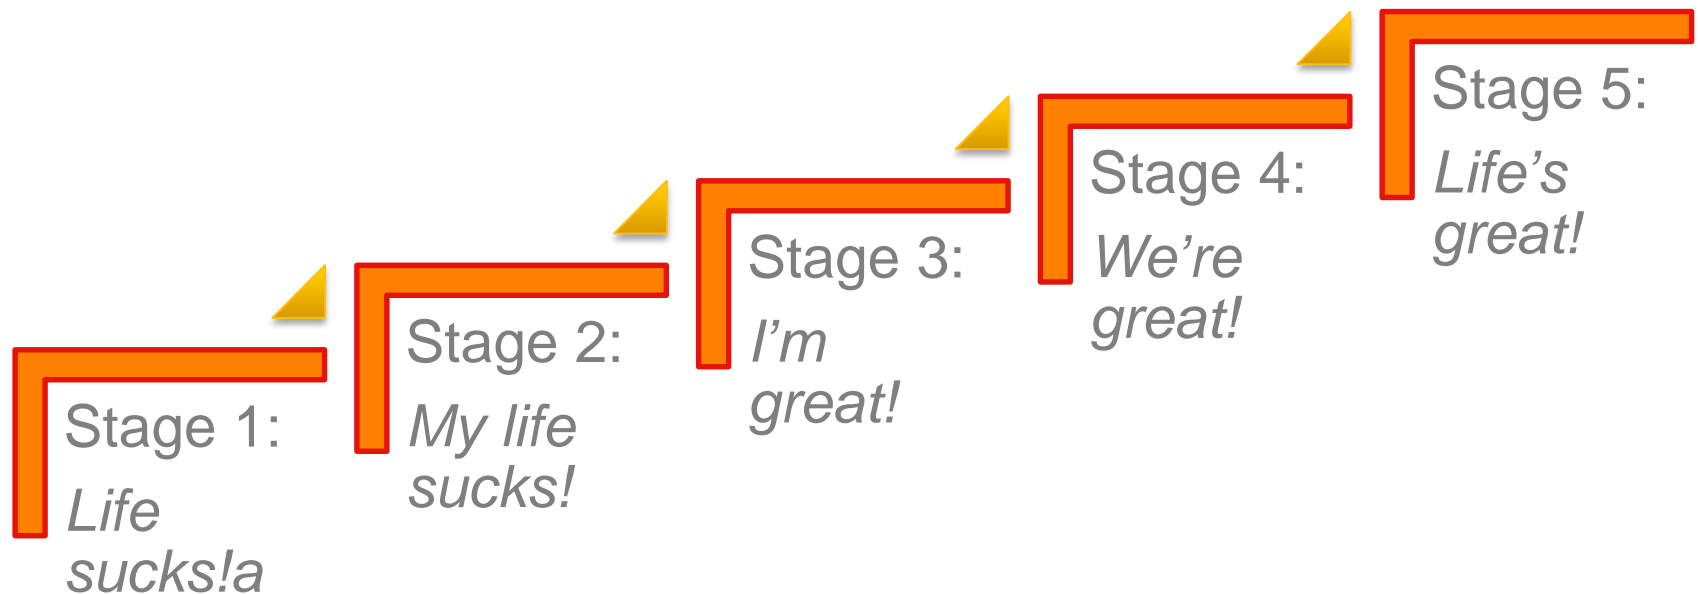 Stage 1:
Life
sucks!a
Stage 2:
My life
sucks!
Stage 3:
I’m
great!
Stage 4:
We’re
great!
Stage 5:
Life’s
great!